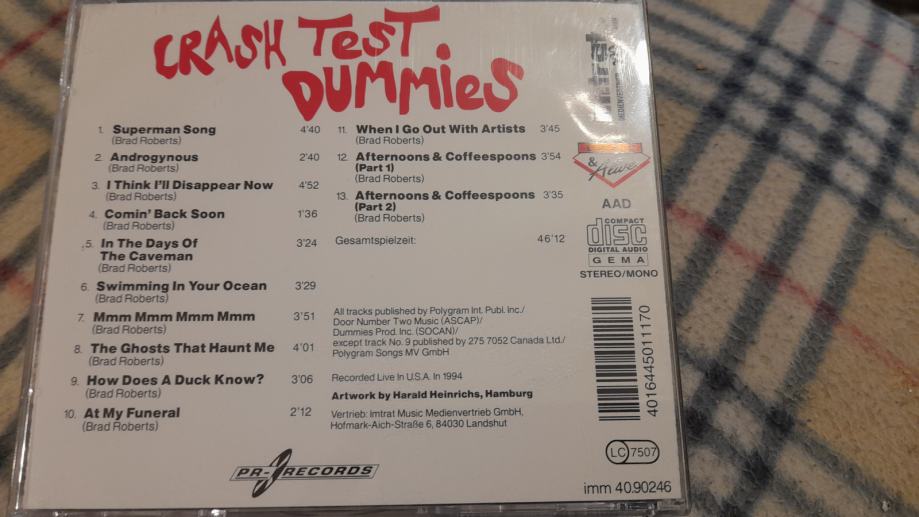 CRASH TEST
DUMMIES
1. Superman Song 4'40
(Brad Roberts)
2. Androgynous 2'40
(Brad Roberts)
3. I Think I'll Disappear Now 4'52
(Brad Roberts)
4. Comin' Back Soon 1'36
(Brad Roberts)
5. In The Days Of 3'24
The Caveman
(Brad Roberts)
6. Swimming In Your Ocean 3'29
(Brad Roberts)
7. Mmm Mmm Mmm Mmm 3'51
(Brad Roberts)
8. The Ghosts That Haunt Me 4'01
(Brad Roberts)
9. How Does A Duck Know? 3'06
(Brad Roberts)
10. At My Funeral 2'12
(Brad Roberts)
11. When I Go Out With Artists 3'45
(Brad Roberts)
12. Afternoons & Coffeespoons 3'54
(Part 1)
(Brad Roberts)
13. Afternoons & Coffeespoons 3'35
(Part 2)
(Brad Roberts)
Gesamtspielzeit: 46'12
All tracks published by Polygram Int. Publ. Inc./
Door Number Two Music (ASCAP)/
Dummies Prod. Inc. (SOCAN)/
except track No. 9 published by 275 7052 Canada Ltd./
Polygram Songs MV GmbH
Recorded Live In U.S.A. In 1994
Artwork by Harald Heinrichs, Hamburg
Vertrieb: Imtrat Music Medienvertrieb GmbH,
Hofmark-Aich-Straße 6, 84030 Landshut
PR-RECORDS
& Alive
AAD
COMPACT
disc
DIGITAL AUDIO
GEMA
STEREO/MONO
4016445011170
LC 7507
imm 40.90246